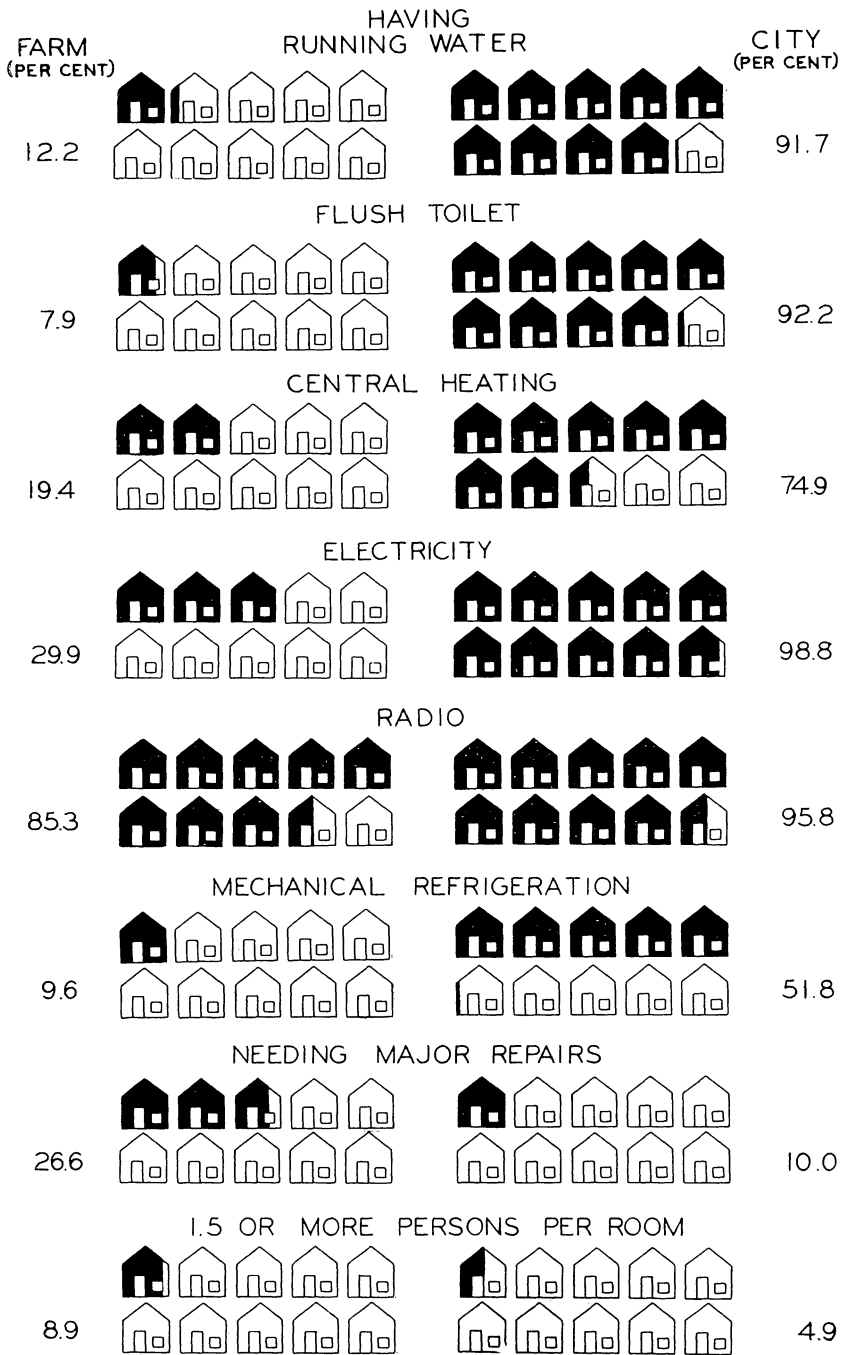 HAVING
RUNNING WATER
FARM
(PER CENT)
CITY
(PER CENT)
12.2
91.7
FLUSH TOILET
7.9
92.2
CENTRAL HEATING
19.4
74.9
ELECTRICITY
29.9
98.8
RADIO
85.3
95.8
MECHANICAL REFRIGERATION
9.6
51.8
NEEDING MAJOR REPAIRS
26.6
10.0
1.5 OR MORE PERSONS PER ROOM
8.9
4.9